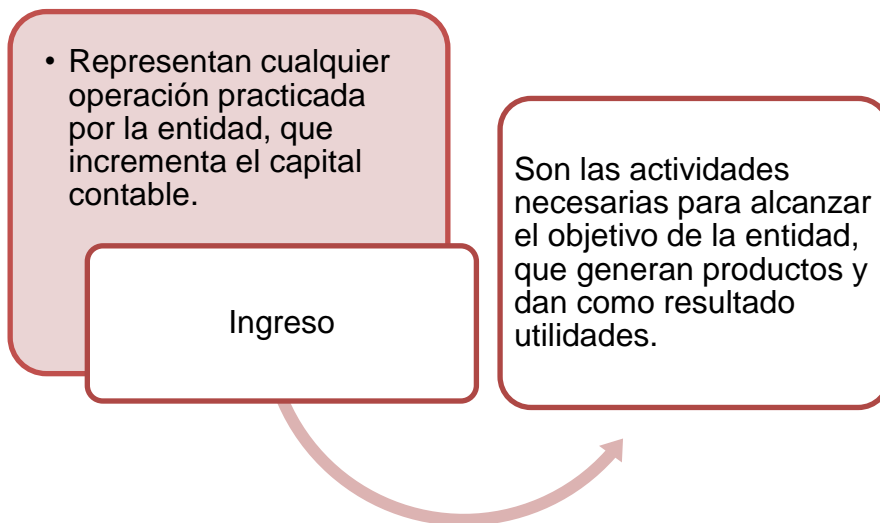 • Representan cualquier
operación practicada
por la entidad, que
incrementa el capital
contable.
Ingreso
Son las actividades
necesarias para alcanzar
el objetivo de la entidad,
que generan productos y
dan como resultado
utilidades.